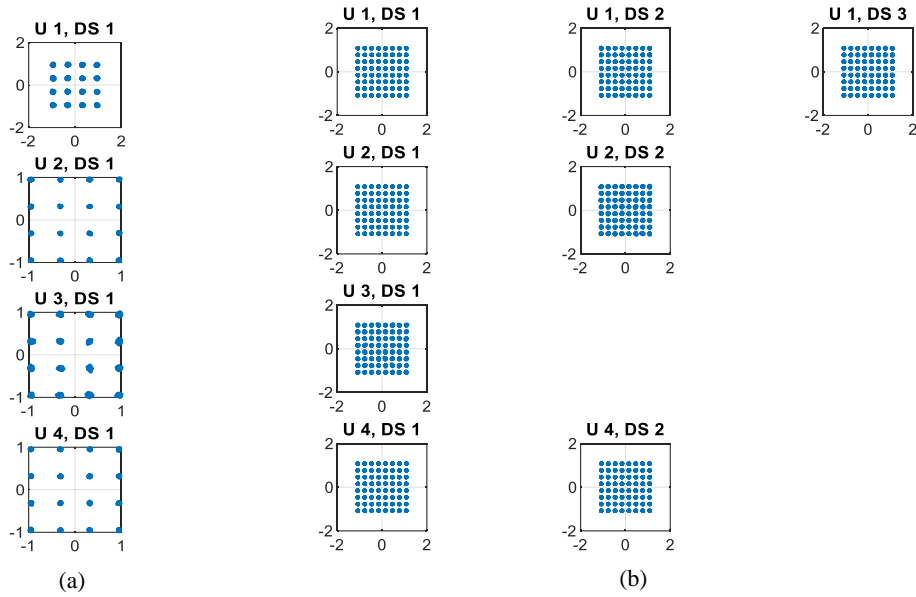 U 1, DS 1
2
0
-2
-2 0 2
U 2, DS 1
1
0
-1
-1 0 1
U 3, DS 1
1
0
-1
-1 0 1
U 4, DS 1
1
0
-1
-1 0 1
(a)
U 1, DS 1
2
0
-2
-2 0 2
U 1, DS 2
2
0
-2
-2 0 2
U 1, DS 3
2
0
-2
-2 0 2
U 2, DS 1
2
0
-2
-2 0 2
U 2, DS 2
2
0
-2
-2 0 2
U 3, DS 1
2
0
-2
-2 0 2
U 4, DS 1
2
0
-2
-2 0 2
U 4, DS 2
2
0
-2
-2 0 2
(b)